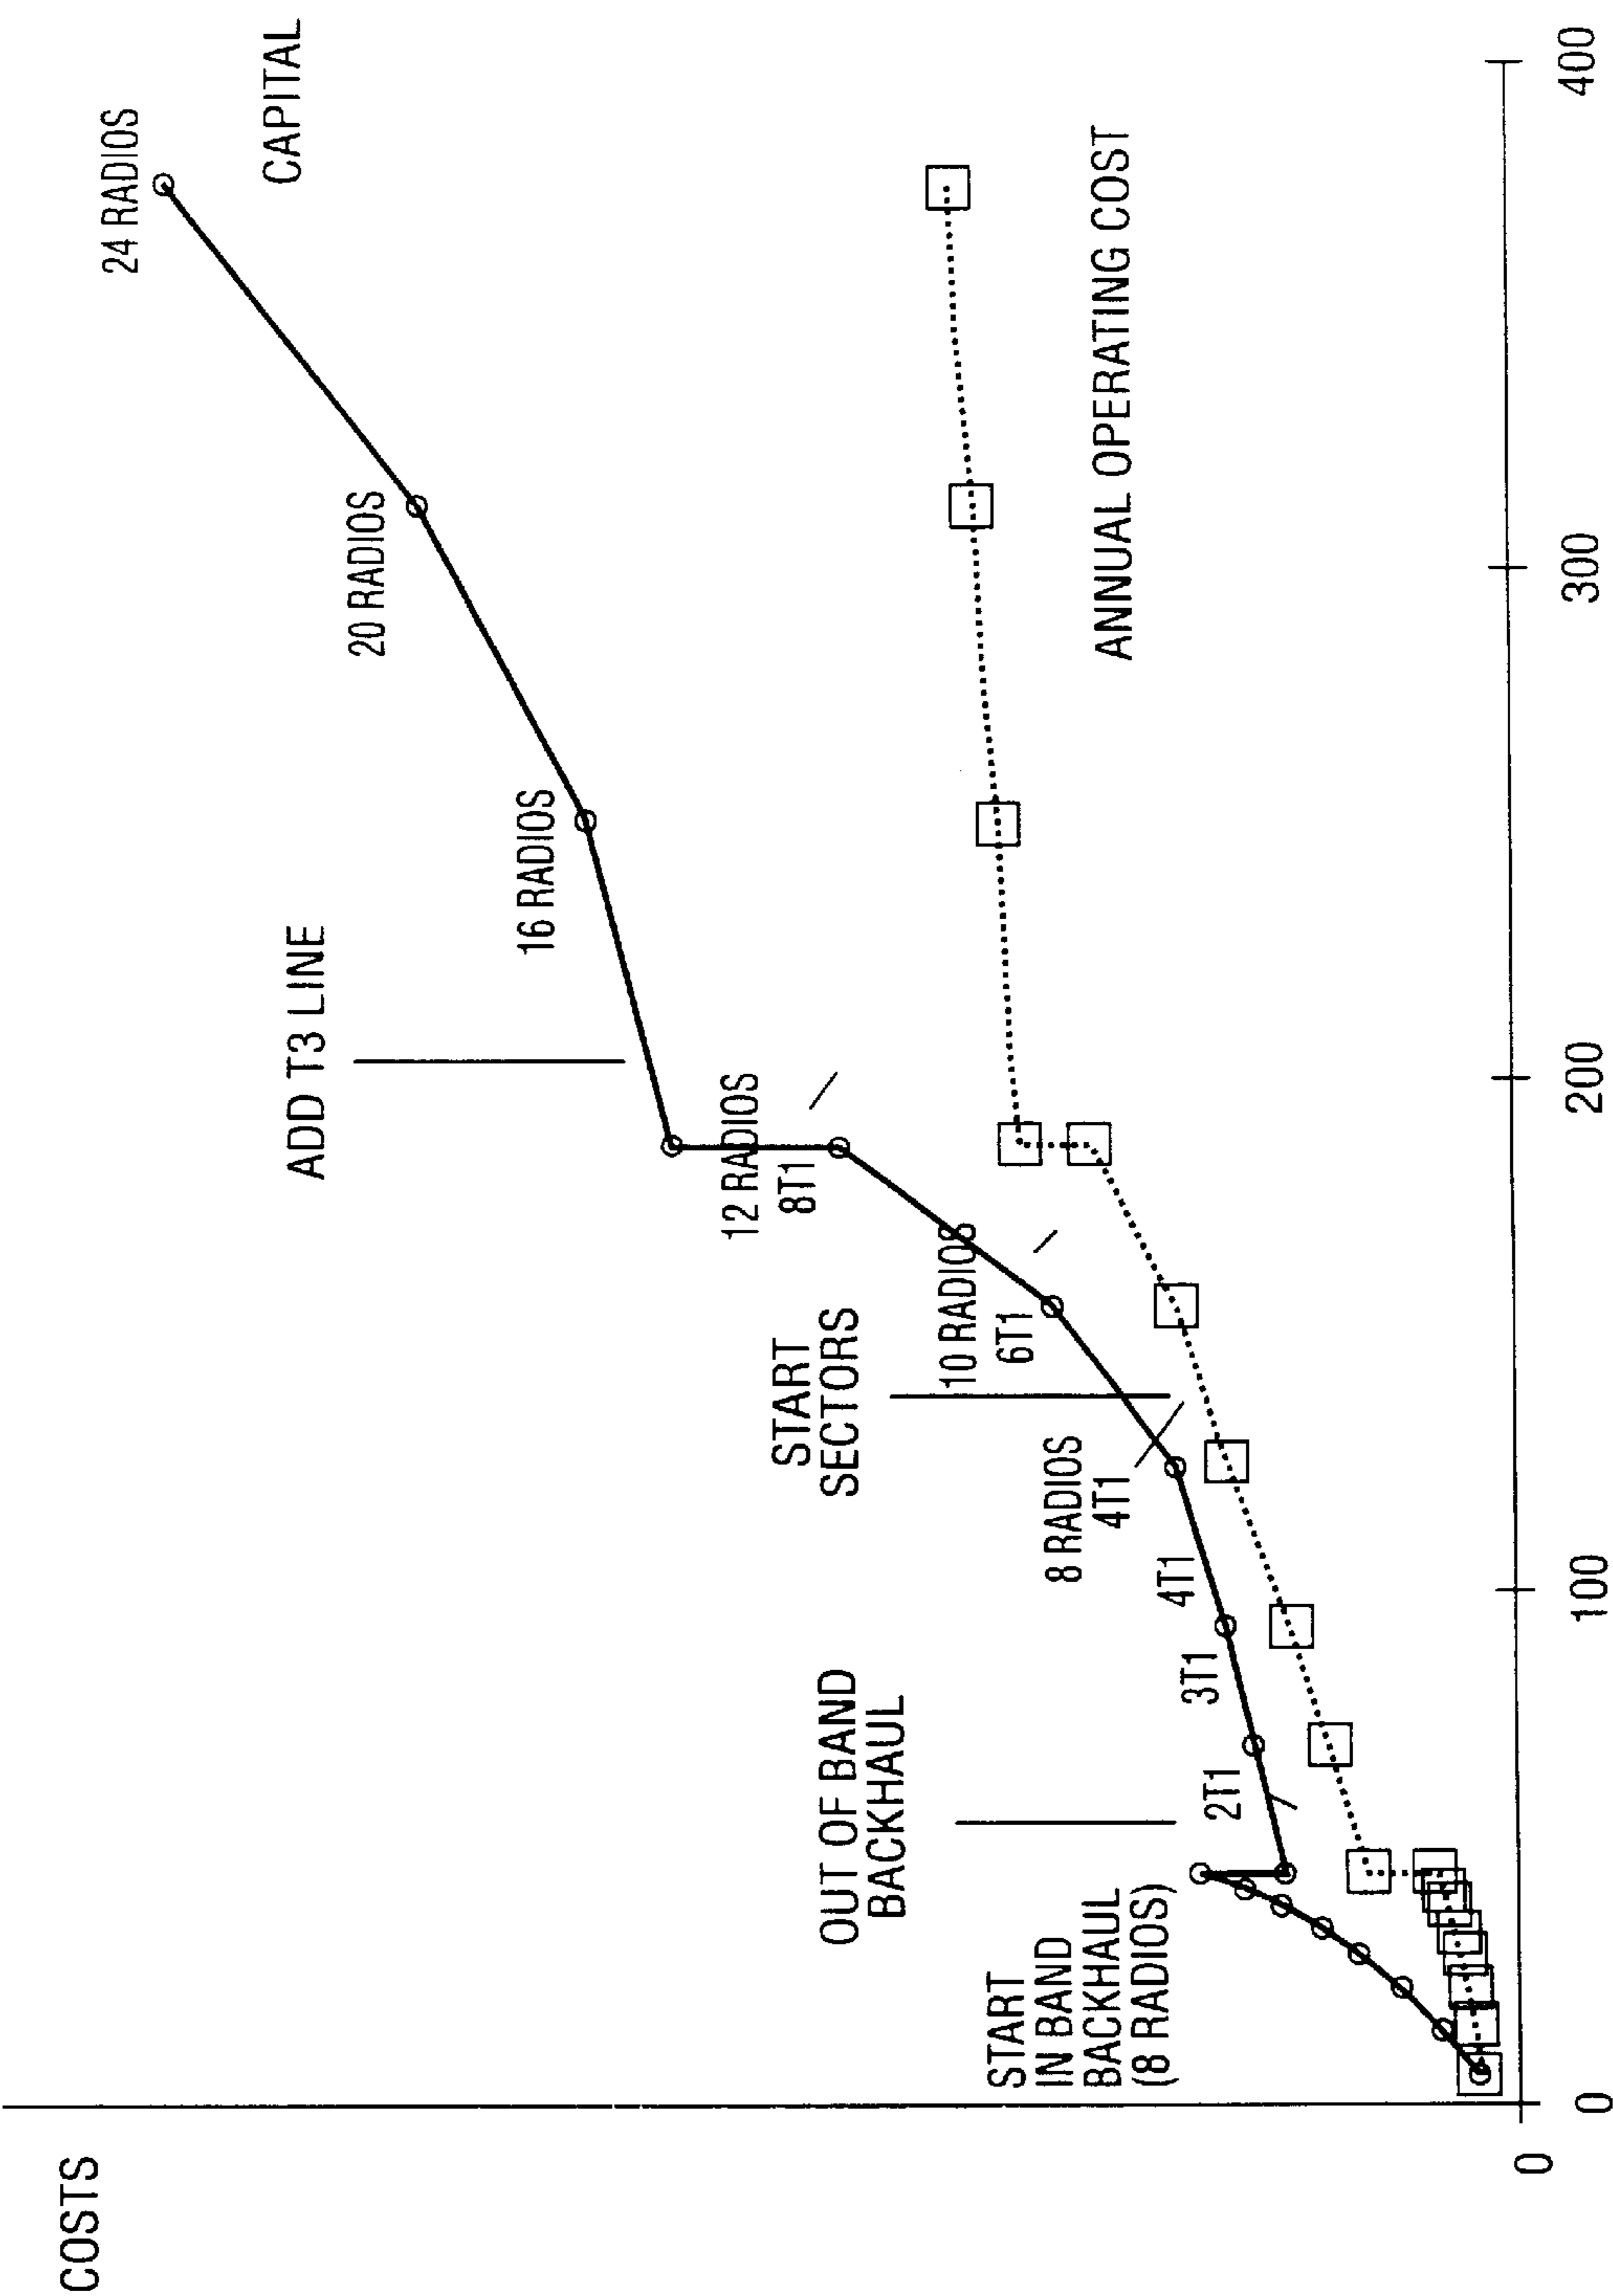 COSTS
24 RADIOS
CAPITAL
20 RADIOS
16 RADIOS
ADD T3 LINE
12 RADIOS
8T1
10 RADIOS
6T1
START
SECTORS
8 RADIOS
4T1
4T1
3T1
2T1
OUT OF BAND
BACKHAUL
START
IN BAND
BACKHAUL
(8 RADIOS)
ANNUAL OPERATING COST
0
0
100
200
300
400